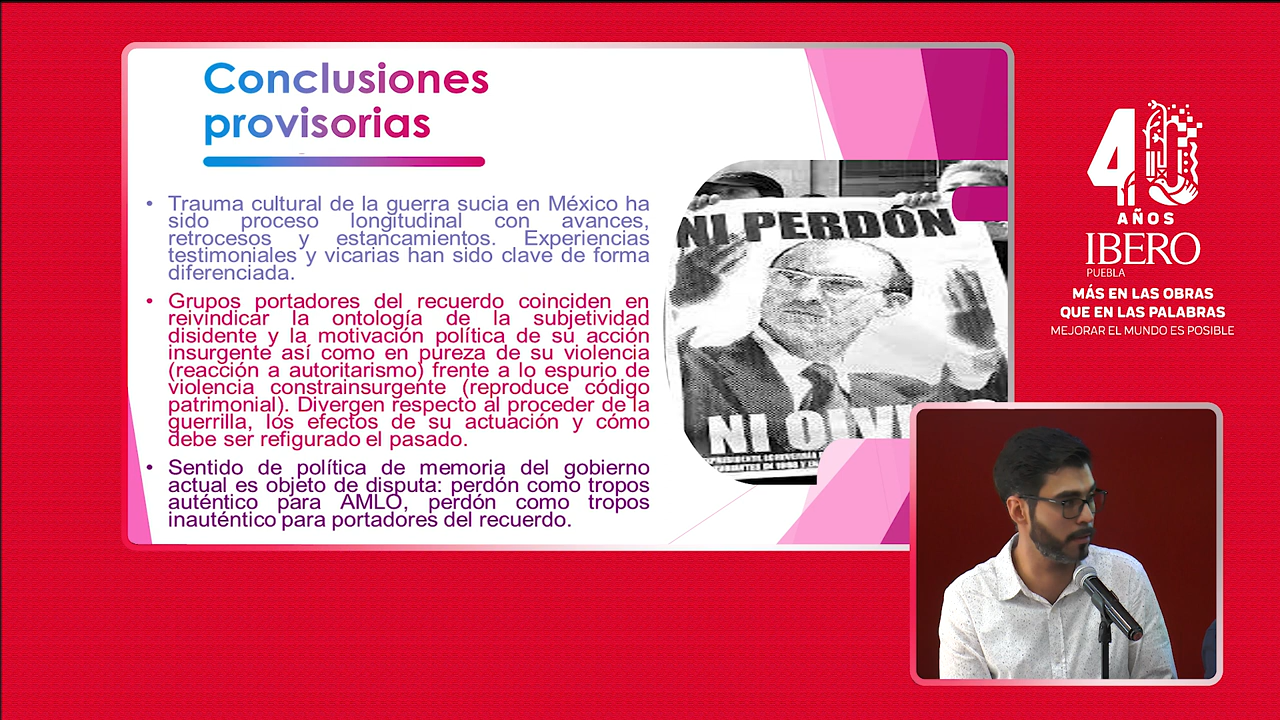 Conclusiones
provisorias
• Trauma cultural de la guerra sucia en México ha
sido proceso longitudinal con avances,
retrocesos y estancamientos. Experiencias
testimoniales y vicarias han sido clave de forma
diferenciada.
• Grupos portadores del recuerdo coinciden en
reivindicar la ontología de la subjetividad
disidente y la motivación política de su acción
insurgente así como en pureza de su violencia
(reacción a autoritarismo) frente a lo espurio de
violencia constrainsurgente (reproduce código
patrimonial). Divergen respecto al proceder de la
guerrilla, los efectos de su actuación y cómo
debe ser refigurado el pasado.
• Sentido de política de memoria del gobierno
actual es objeto de disputa: perdón como tropos
auténtico para AMLO, perdón como tropos
inauténtico para portadores del recuerdo.
NI PERDÓN
NI OLVI
40
AÑOS
IBERO
PUEBLA
MÁS EN LAS OBRAS
QUE EN LAS PALABRAS
MEJORAR EL MUNDO ES POSIBLE